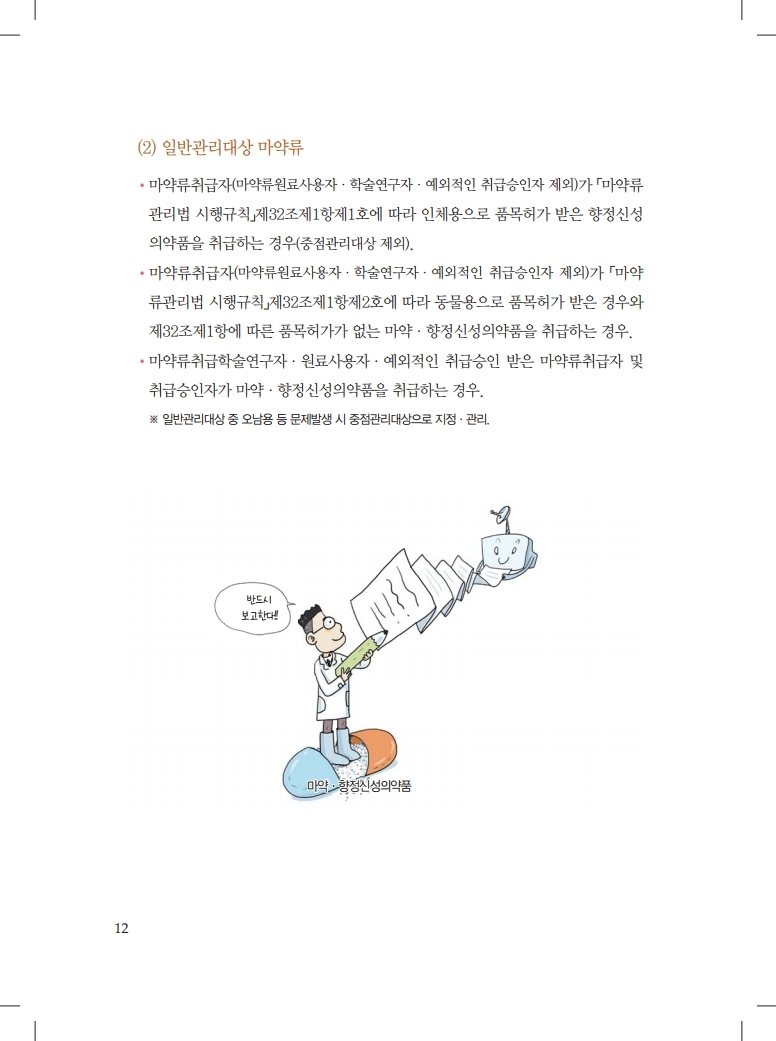 (2) 일반관리대상 마약류
• 마약류취급자(마약류원료사용자 · 학술연구자 · 예외적인 취급승인자 제외)가 「마약류
관리법 시행규칙」제32조제1항제1호에 따라 인체용으로 품목허가 받은 향정신성
의약품을 취급하는 경우(중점관리대상 제외).
• 마약류취급자(마약류원료사용자 · 학술연구자 · 예외적인 취급승인자 제외)가 「마약
류관리법 시행규칙」제32조제1항제2호에 따라 동물용으로 품목허가 받은 경우와
제32조제1항에 따른 품목허가가 없는 마약 · 향정신성의약품을 취급하는 경우.
• 마약류취급학술연구자 · 원료사용자 · 예외적인 취급승인 받은 마약류취급자 및
취급승인자가 마약 · 향정신성의약품을 취급하는 경우.
※ 일반관리대상 중 오남용 등 문제발생 시 중점관리대상으로 지정 · 관리.
반드시
보고한다!!
마약 · 향정신성의약품
12